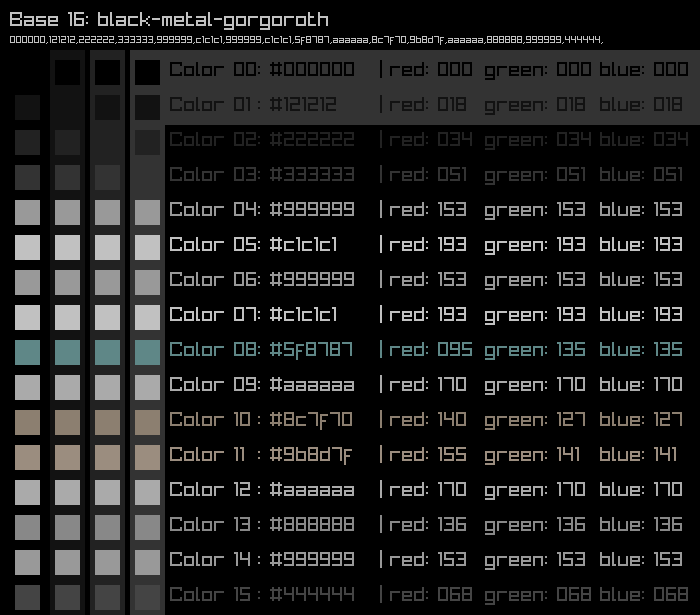 Base 16: black-metal-gorgoroth
000000,121212,222222,333333,999999,c1c1c1,999999,c1c1c1,5f8787,aaaaaa,8c7f70,9b8d7f,aaaaaa,888888,999999,444444,
Color 00: #000000 | red: 000 green: 000 blue: 000
Color 01 : #121212 | red: 018 green: 018 blue: 018
Color 02: #222222 | red: 034 green: 034 blue: 034
Color 03: #333333 | red: 051 green: 051 blue: 051
Color 04: #999999 | red: 153 green: 153 blue: 153
Color 05: #c1c1c1 | red: 193 green: 193 blue: 193
Color 06: #999999 | red: 153 green: 153 blue: 153
Color 07: #c1c1c1 | red: 193 green: 193 blue: 193
Color 08: #5f8787 | red: 095 green: 135 blue: 135
Color 09: #aaaaaa | red: 170 green: 170 blue: 170
Color 10 : #8c7f70 | red: 140 green: 127 blue: 127
Color 11 : #9b8d7f | red: 155 green: 141 blue: 141
Color 12 : #aaaaaa | red: 170 green: 170 blue: 170
Color 13 : #888888 | red: 136 green: 136 blue: 136
Color 14 : #999999 | red: 153 green: 153 blue: 153
Color 15 : #444444 | red: 068 green: 068 blue: 068